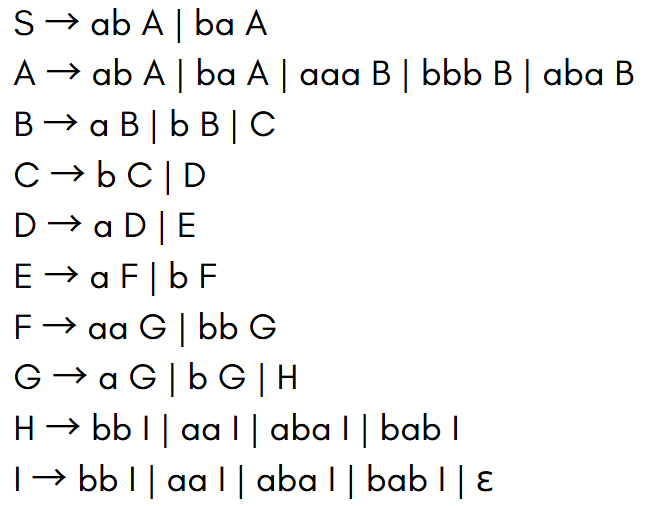 S → ab A | ba A
A → ab A | ba A | aaa B | bbb B | aba B
B → a B | b B | C
C → b C | D
D → a D | E
E → a F | b F
F → aa G | bb G
G → a G | b G | H
H → bb I | aa I | aba I | bab I
I → bb I | aa I | aba I | bab I | ε